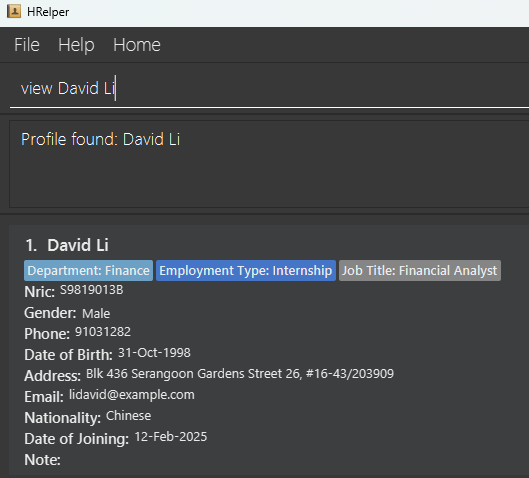 HRelper
File Help Home
view David Li
Profile found: David Li
1. David Li
Department: Finance Employment Type: Internship Job Title: Financial Analyst
Nric: S9819013B
Gender: Male
Phone: 91031282
Date of Birth: 31-Oct-1998
Address: Blk 436 Serangoon Gardens Street 26, #16-43/203909
Email: lidavid@example.com
Nationality: Chinese
Date of Joining: 12-Feb-2025
Note: